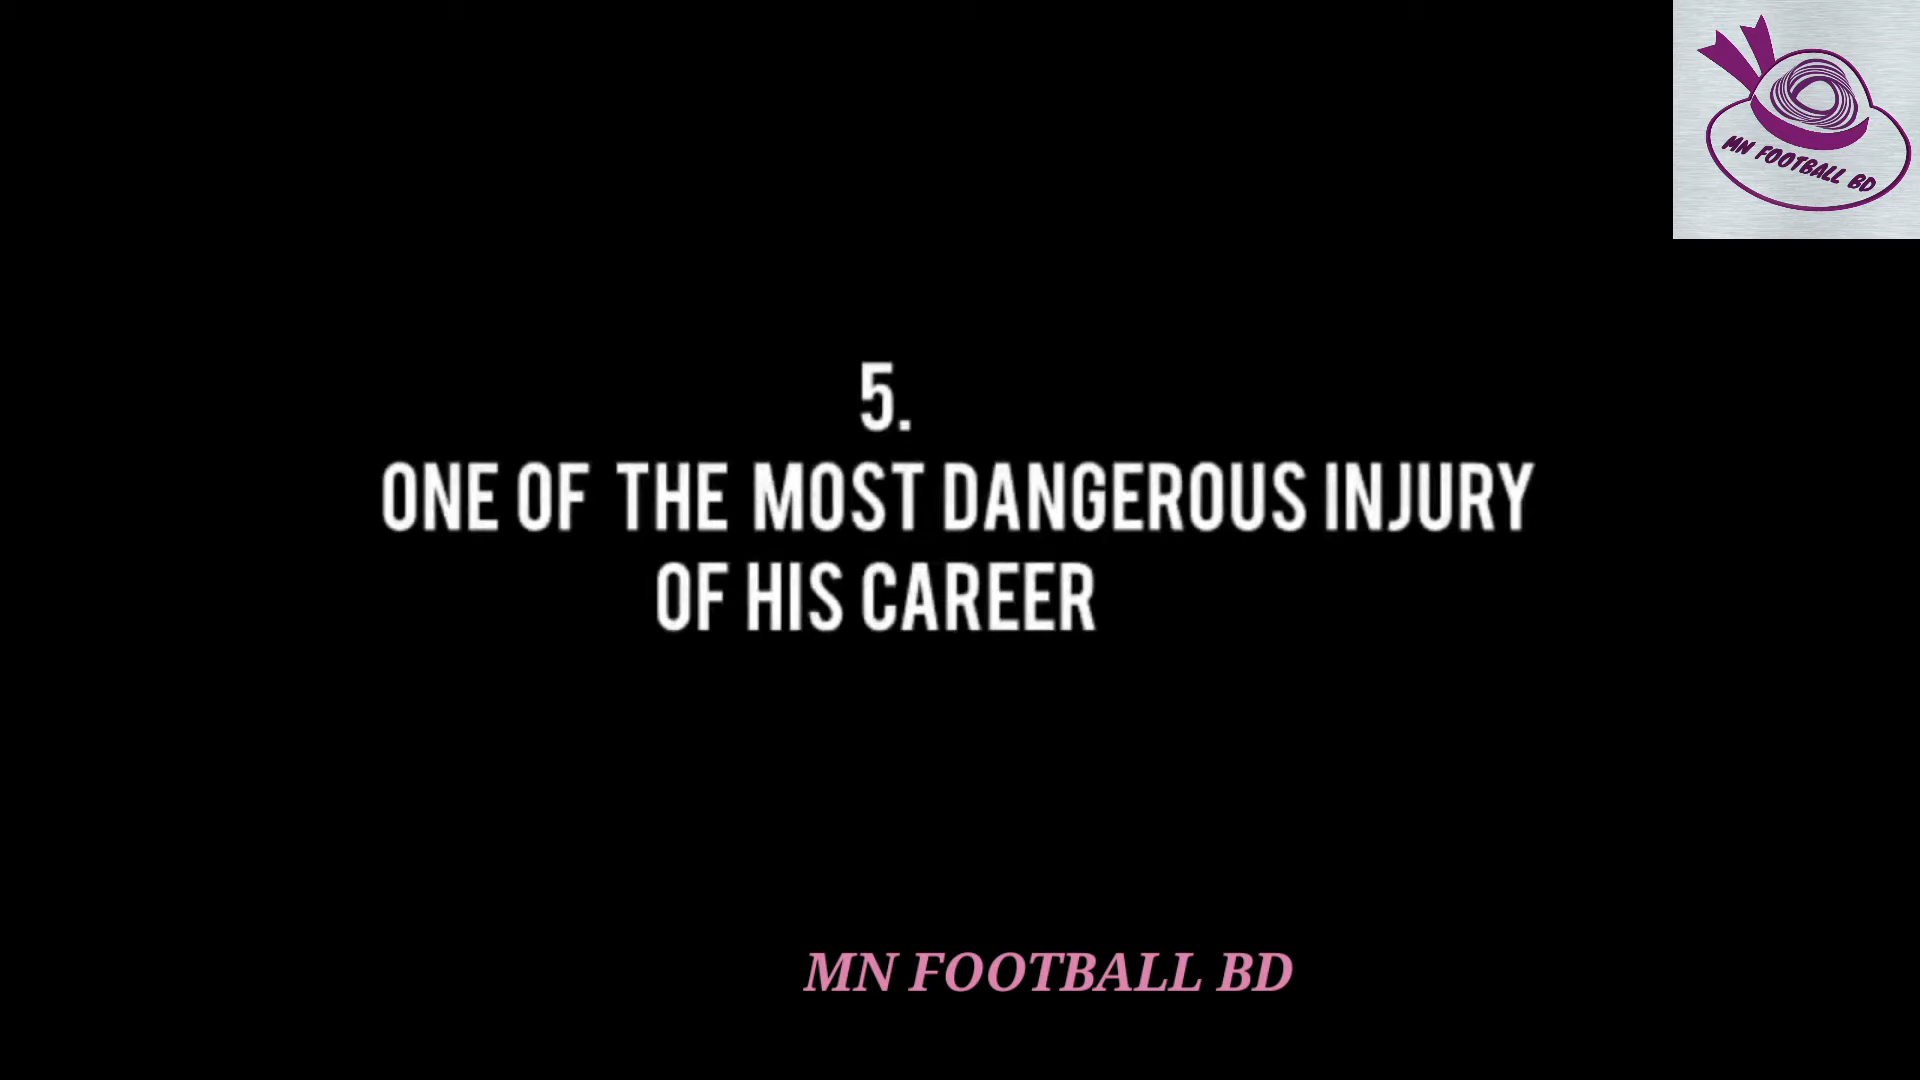 MN FOOTBALL BD
5.
ONE OF THE MOST DANGEROUS INJURY
OF HIS CAREER
MN FOOTBALL BD